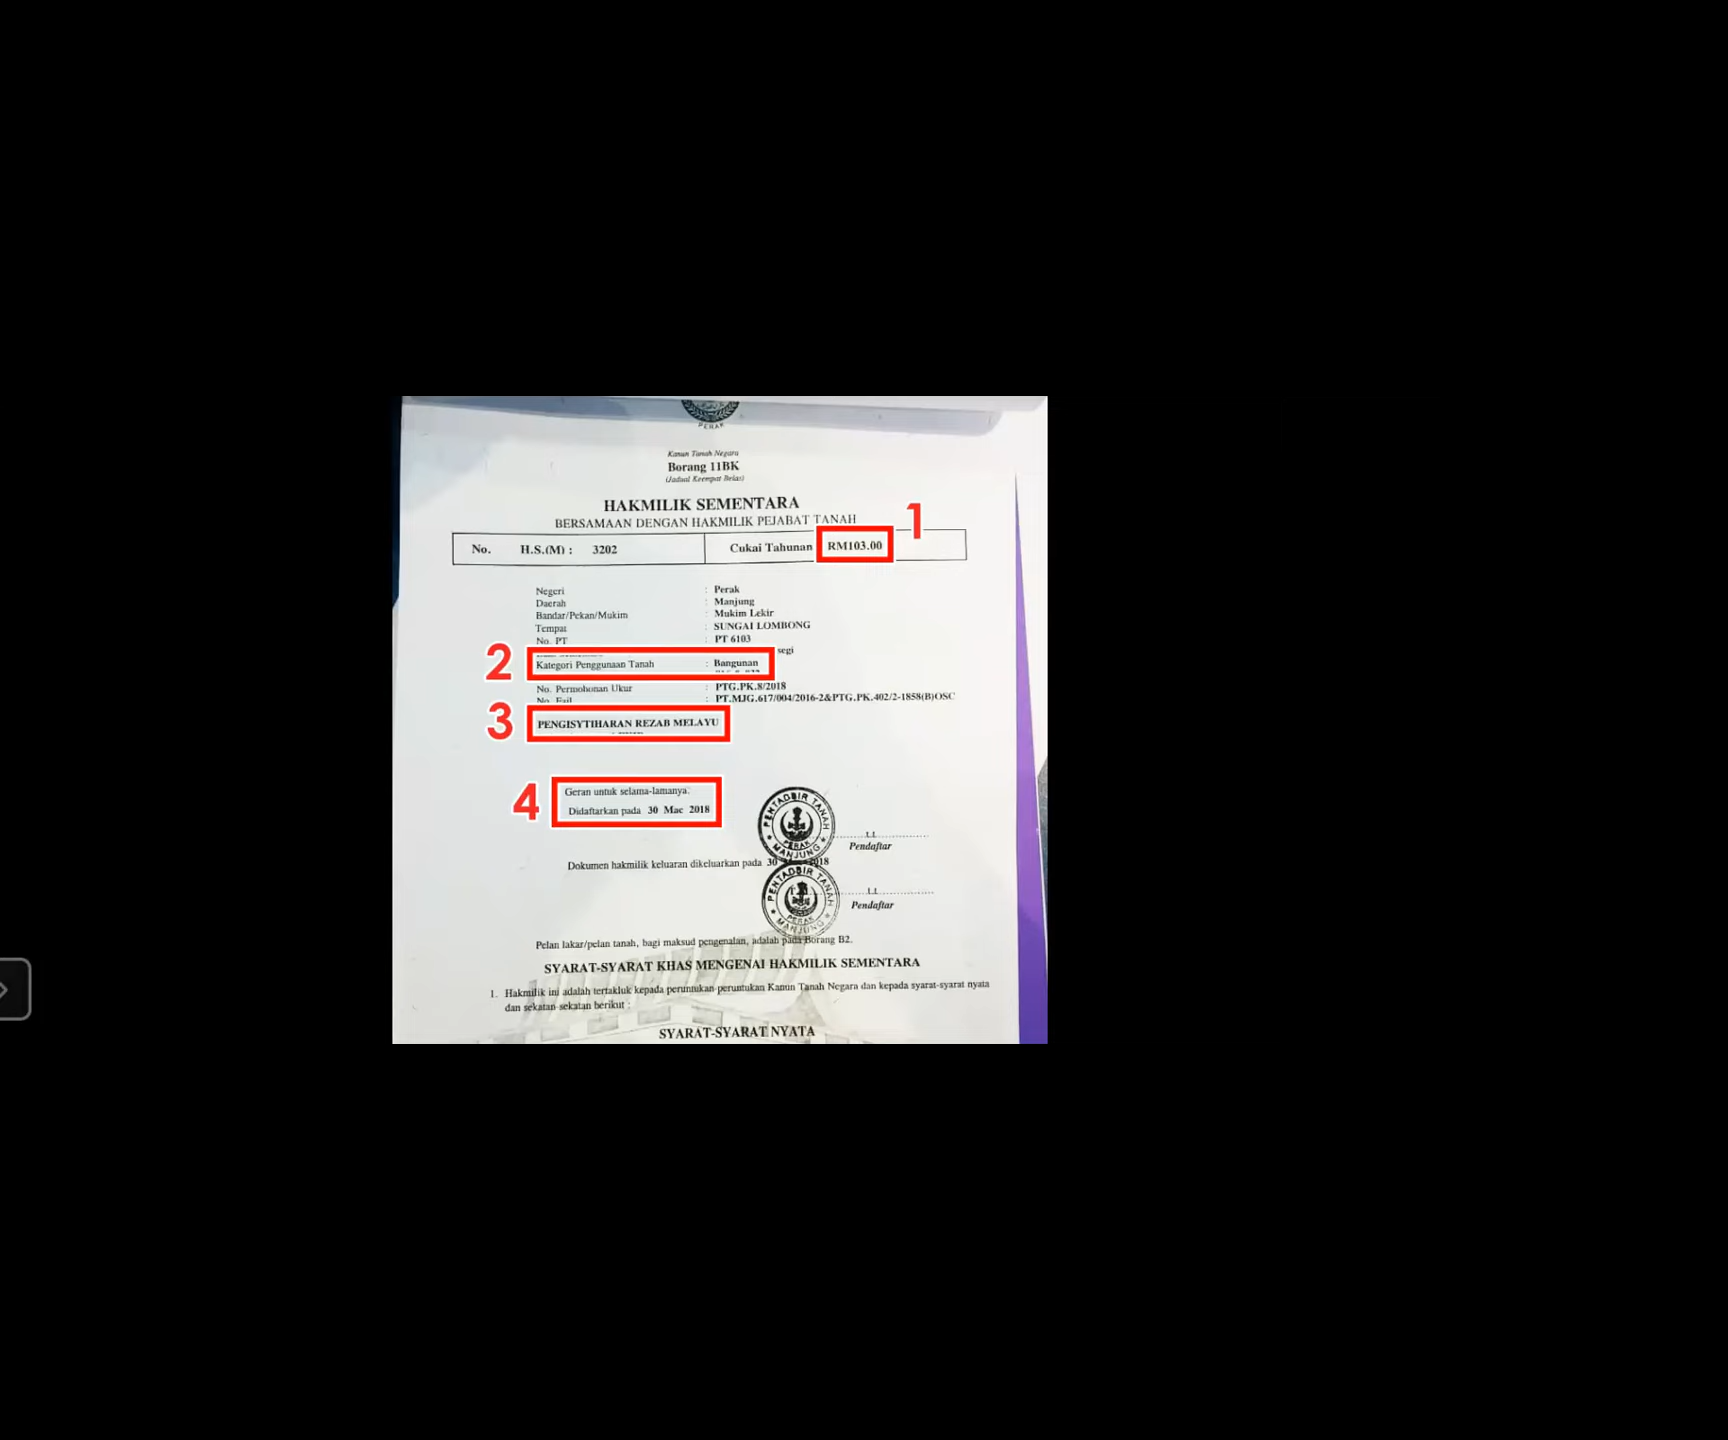 PERAK
Kanun Tanah Negara
Borang 11BK
(Jadual Keempat Belas)
HAKMILIK SEMENTARA
BERSAMAAN DENGAN HAKMILIK PEJABAT TANAH
1
No. H.S.(M) : 3202 Cukai Tahunan RM103.00
Negeri : Perak
Daerah : Manjung
Bandar/Pekan/Mukim : Mukim Lekir
Tempat : SUNGAI LOMBONG
No. PT : PT 6103
segi
2 Kategori Penggunaan Tanah : Bangunan
No. Permohonan Ukur : PTG.PK.8/2018
No. Fail : PT.MJG.617/004/2016-2&PTG.PK.402/2-1858(B)OSC
3 PENGISYTIHARAN REZAB MELAYU
4 Geran untuk selama-lamanya.
Didaftarkan pada 30 Mac 2018
PENTADBIR TANAH
PERAK
MANJUNG
Pendaftar
Dokumen hakmilik keluaran dikeluarkan pada 30 2018
PENTADBIR TANAH
PERAK
MANJUNG
Pendaftar
Pelan lakar/pelan tanah, bagi maksud pengenalan, adalah pada Borang B2.
SYARAT-SYARAT KHAS MENGENAI HAKMILIK SEMENTARA
1. Hakmilik ini adalah tertakluk kepada peruntukan-peruntukan Kanun Tanah Negara dan kepada syarat-syarat nyata
dan sekatan-sekatan berikut :
SYARAT-SYARAT NYATA